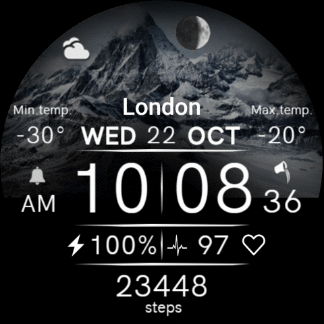 London
Min.temp. Max.temp.
-30° WED 22 OCT -20°
AM 10 08 36
100% 97
23448
steps